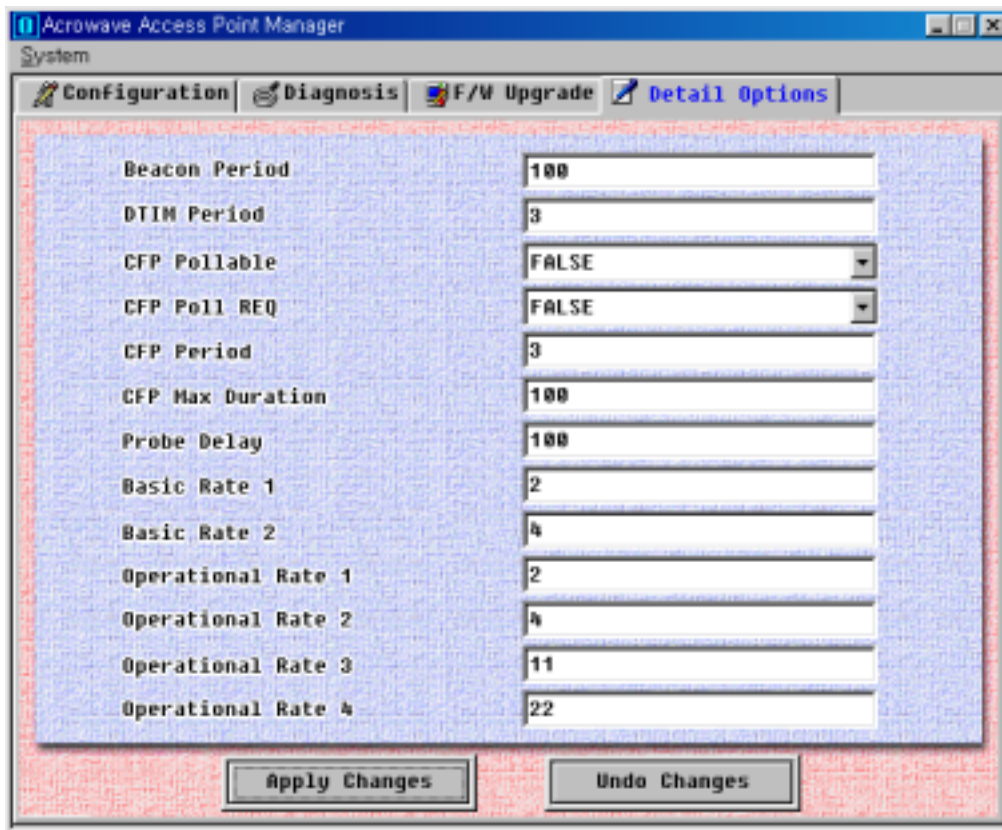 Acrowave Access Point Manager
System
Configuration Diagnosis F/W Upgrade Detail Options
Beacon Period 100
DTIM Period 3
CFP Pollable FALSE
CFP Poll REQ FALSE
CFP Period 3
CFP Max Duration 100
Probe Delay 100
Basic Rate 1 2
Basic Rate 2 4
Operational Rate 1 2
Operational Rate 2 4
Operational Rate 3 11
Operational Rate 4 22
Apply Changes Undo Changes